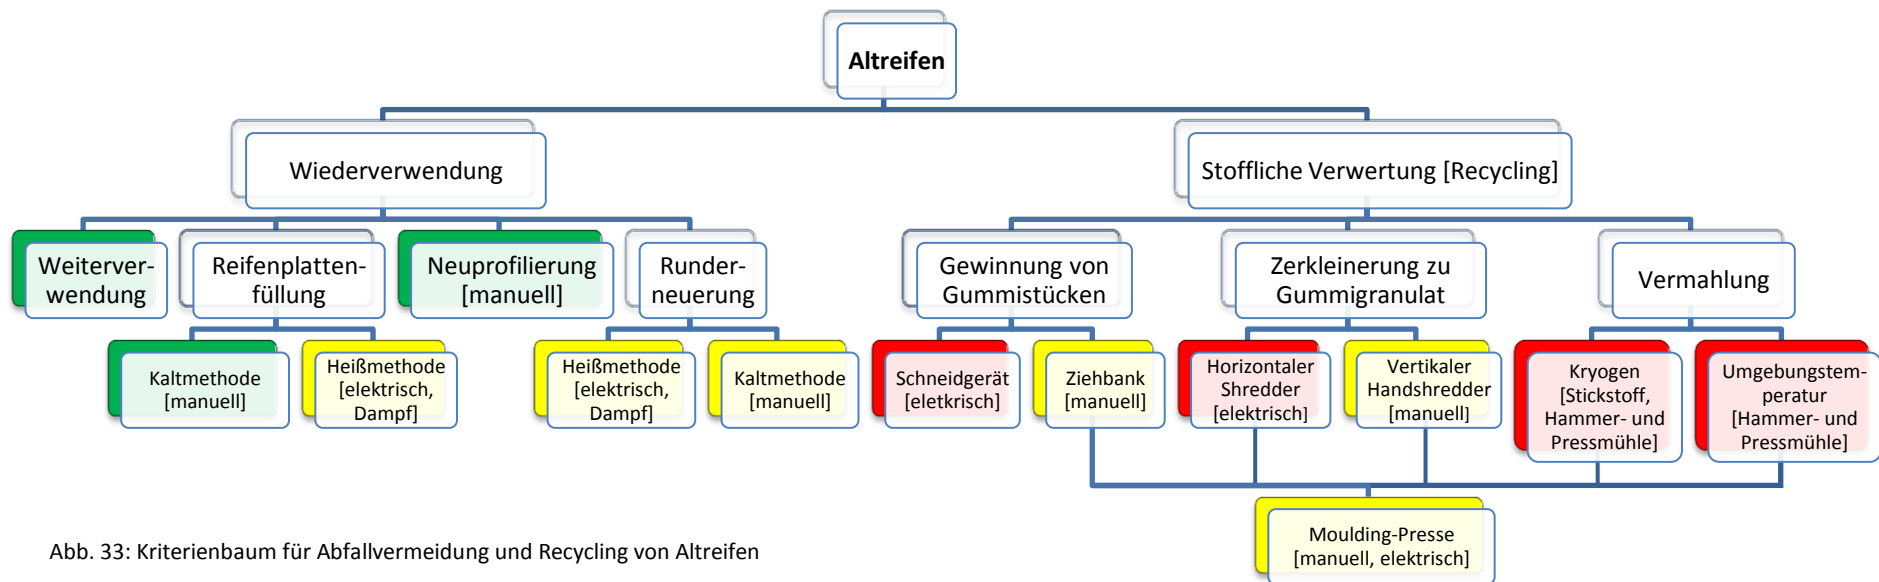 Altreifen
Wiederverwendung
Stoffliche Verwertung [Recycling]
Weiterver-
wendung
Reifenplatten-
füllung
Neuprofilierung
[manuell]
Runder-
neuerung
Gewinnung von
Gummistücken
Zerkleinerung zu
Gummigranulat
Vermahlung
Kaltmethode
[manuell]
Heißmethode
[elektrisch,
Dampf]
Heißmethode
[elektrisch,
Dampf]
Kaltmethode
[manuell]
Schneidgerät
[eletkrisch]
Ziehbank
[manuell]
Horizontaler
Shredder
[elektrisch]
Vertikaler
Handshredder
[manuell]
Kryogen
[Stickstoff,
Hammer- und
Pressmühle]
Umgebungstem-
peratur
[Hammer- und
Pressmühle]
Moulding-Presse
[manuell, elektrisch]
Abb. 33: Kriterienbaum für Abfallvermeidung und Recycling von Altreifen